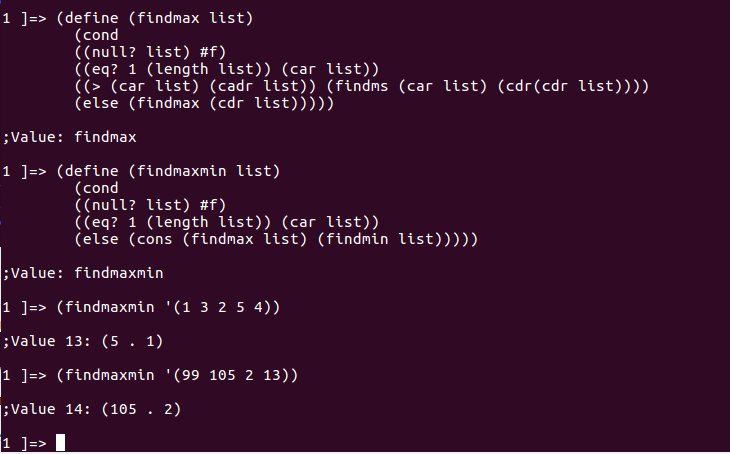 1 ]=> (define (findmax list)
(cond
((null? list) #f)
((eq? 1 (length list)) (car list))
((> (car list) (cadr list)) (findms (car list) (cdr(cdr list))))
(else (findmax (cdr list)))))
;Value: findmax
1 ]=> (define (findmaxmin list)
(cond
((null? list) #f)
((eq? 1 (length list)) (car list))
(else (cons (findmax list) (findmin list)))))
;Value: findmaxmin
1 ]=> (findmaxmin '(1 3 2 5 4))
;Value 13: (5 . 1)
1 ]=> (findmaxmin '(99 105 2 13))
;Value 14: (105 . 2)
1 ]=>